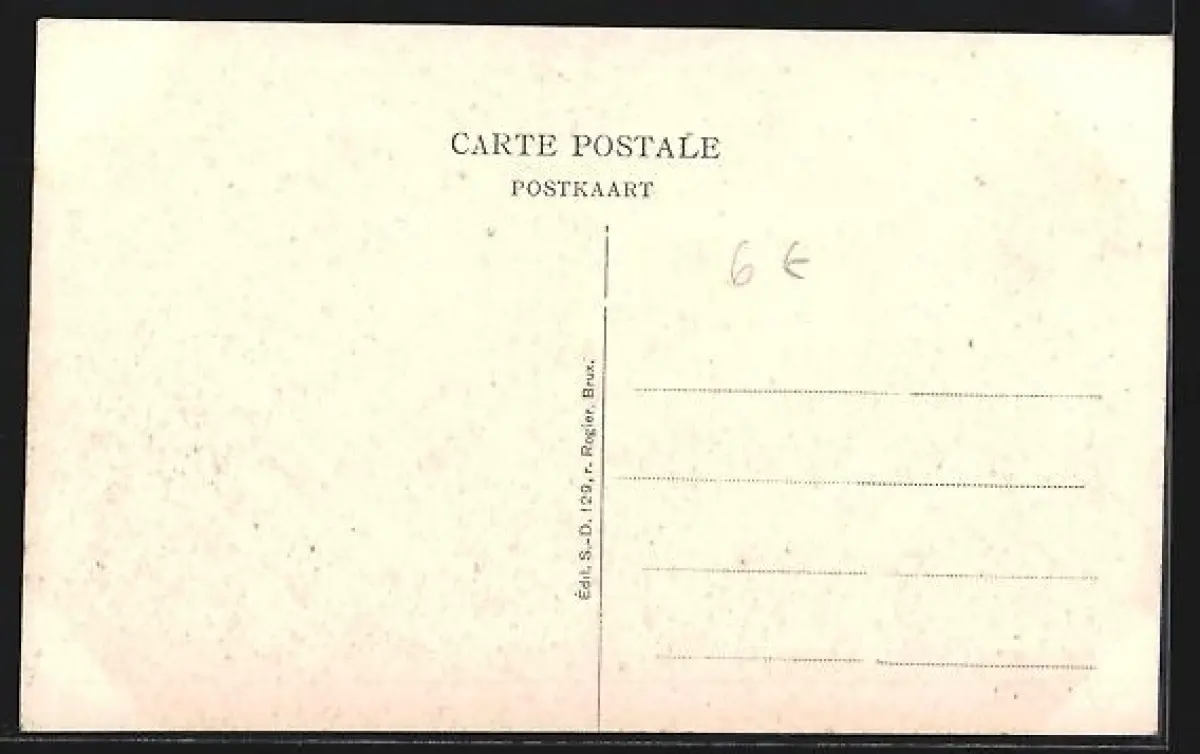 CARTE POSTALE
POSTKAART
6 €
Édit. S.-D. 129, r. Rogier, Brux.